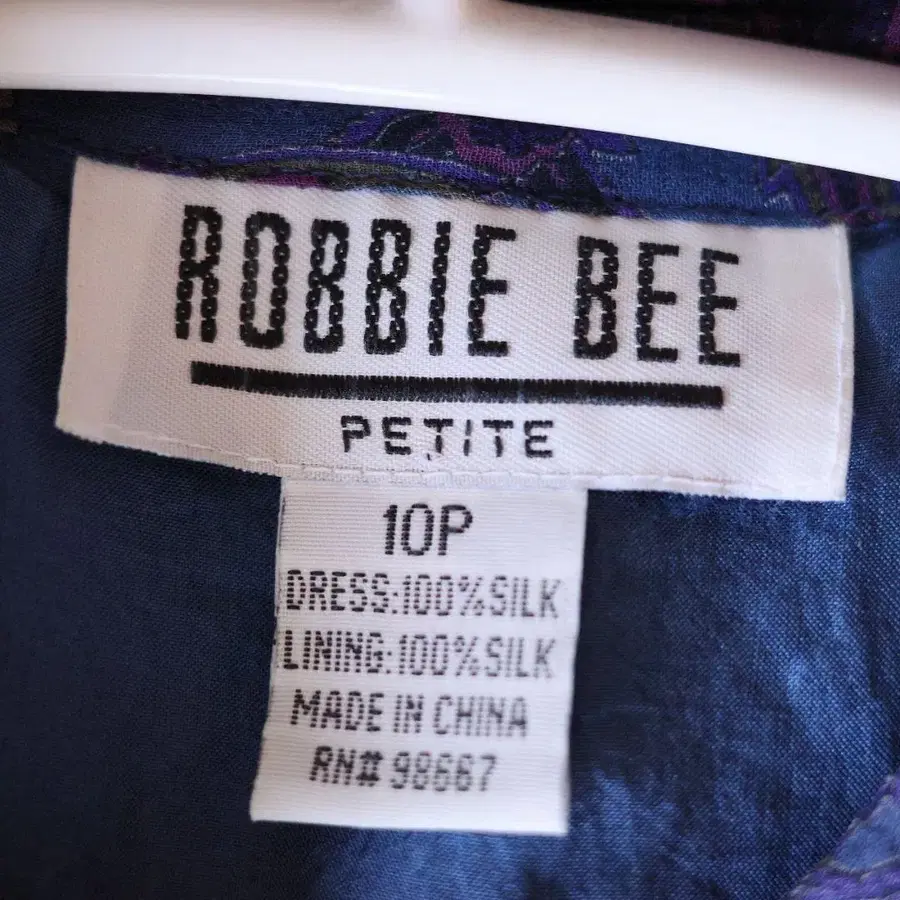 ROBBIE BEE
PETITE
10P
DRESS:100%SILK
LINING:100%SILK
MADE IN CHINA
RN# 98667